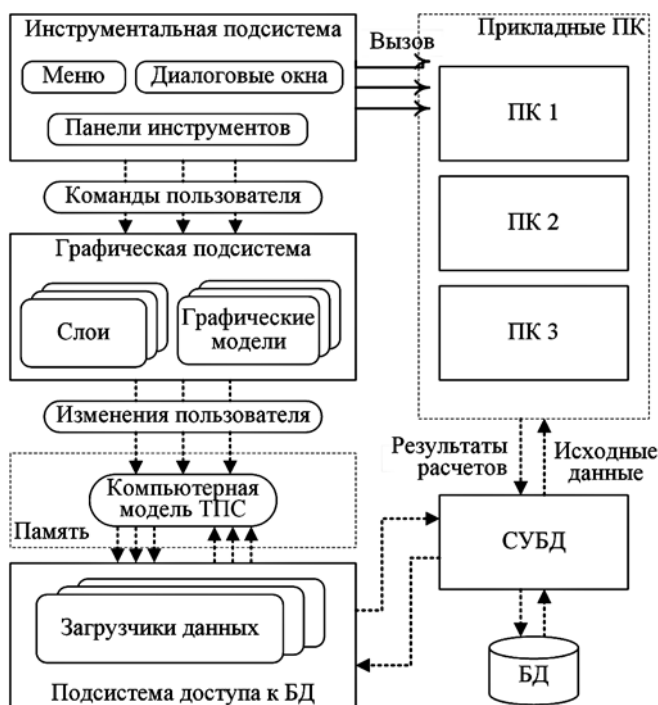 Инструментальная подсистема
Меню
Диалоговые окна
Панели инструментов
Вызов
Прикладные ПК
ПК 1
ПК 2
ПК 3
Команды пользователя
Графическая подсистема
Слои
Графические
модели
Изменения пользователя
Компьютерная
модель ТПС
Память
Загрузчики данных
Подсистема доступа к БД
Результаты
расчетов
Исходные
данные
СУБД
БД